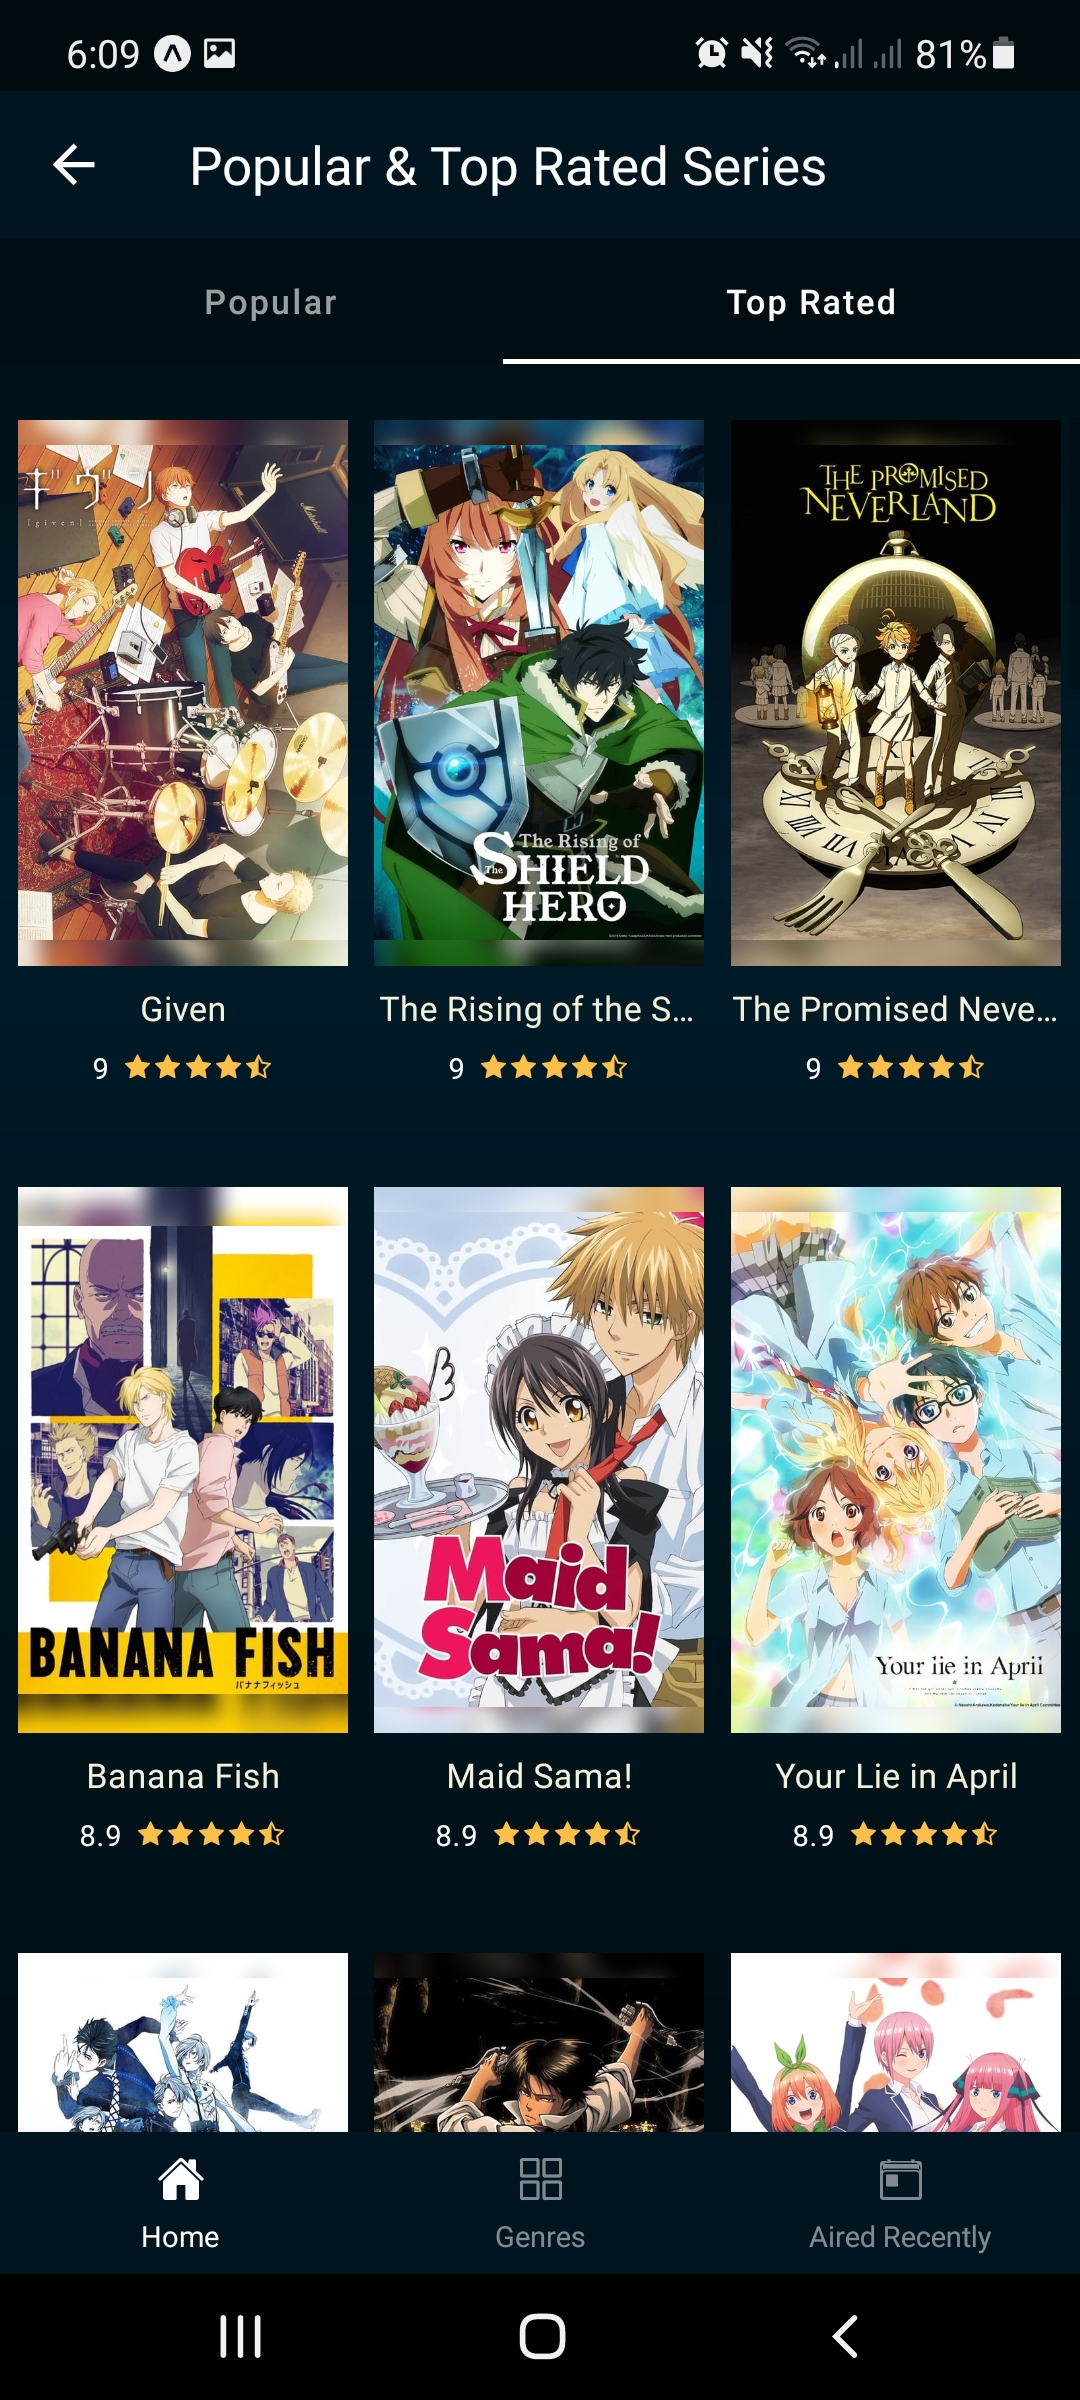 6:09 81%
Popular & Top Rated Series
Popular Top Rated
ギヴン
[given]
Marshall
The Rising of
The SHIELD
HERO
THE PROMISED
NEVERLAND
Given The Rising of the S... The Promised Neve...
9 9 9
BANANA FISH
バナナフィッシュ
Maid
Sama!
Your lie in April
Banana Fish Maid Sama! Your Lie in April
8.9 8.9 8.9
Home Genres Aired Recently